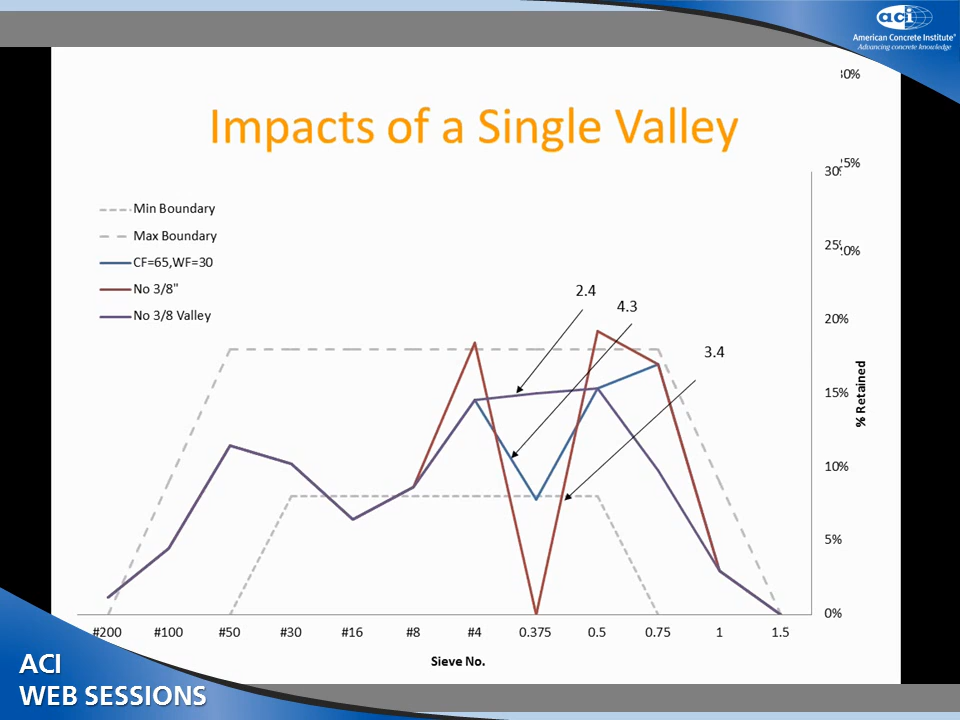 aci
American Concrete Institute®
Advancing concrete knowledge
Impacts of a Single Valley
Min Boundary
Max Boundary
CF=65,WF=30
No 3/8"
No 3/8 Valley
2.4
4.3
3.4
5%
0%
20%
15%
10%
5%
0%
% Retained
#200 #100 #50 #30 #16 #8 #4 0.375 0.5 0.75 1 1.5
Sieve No.
ACI
WEB SESSIONS